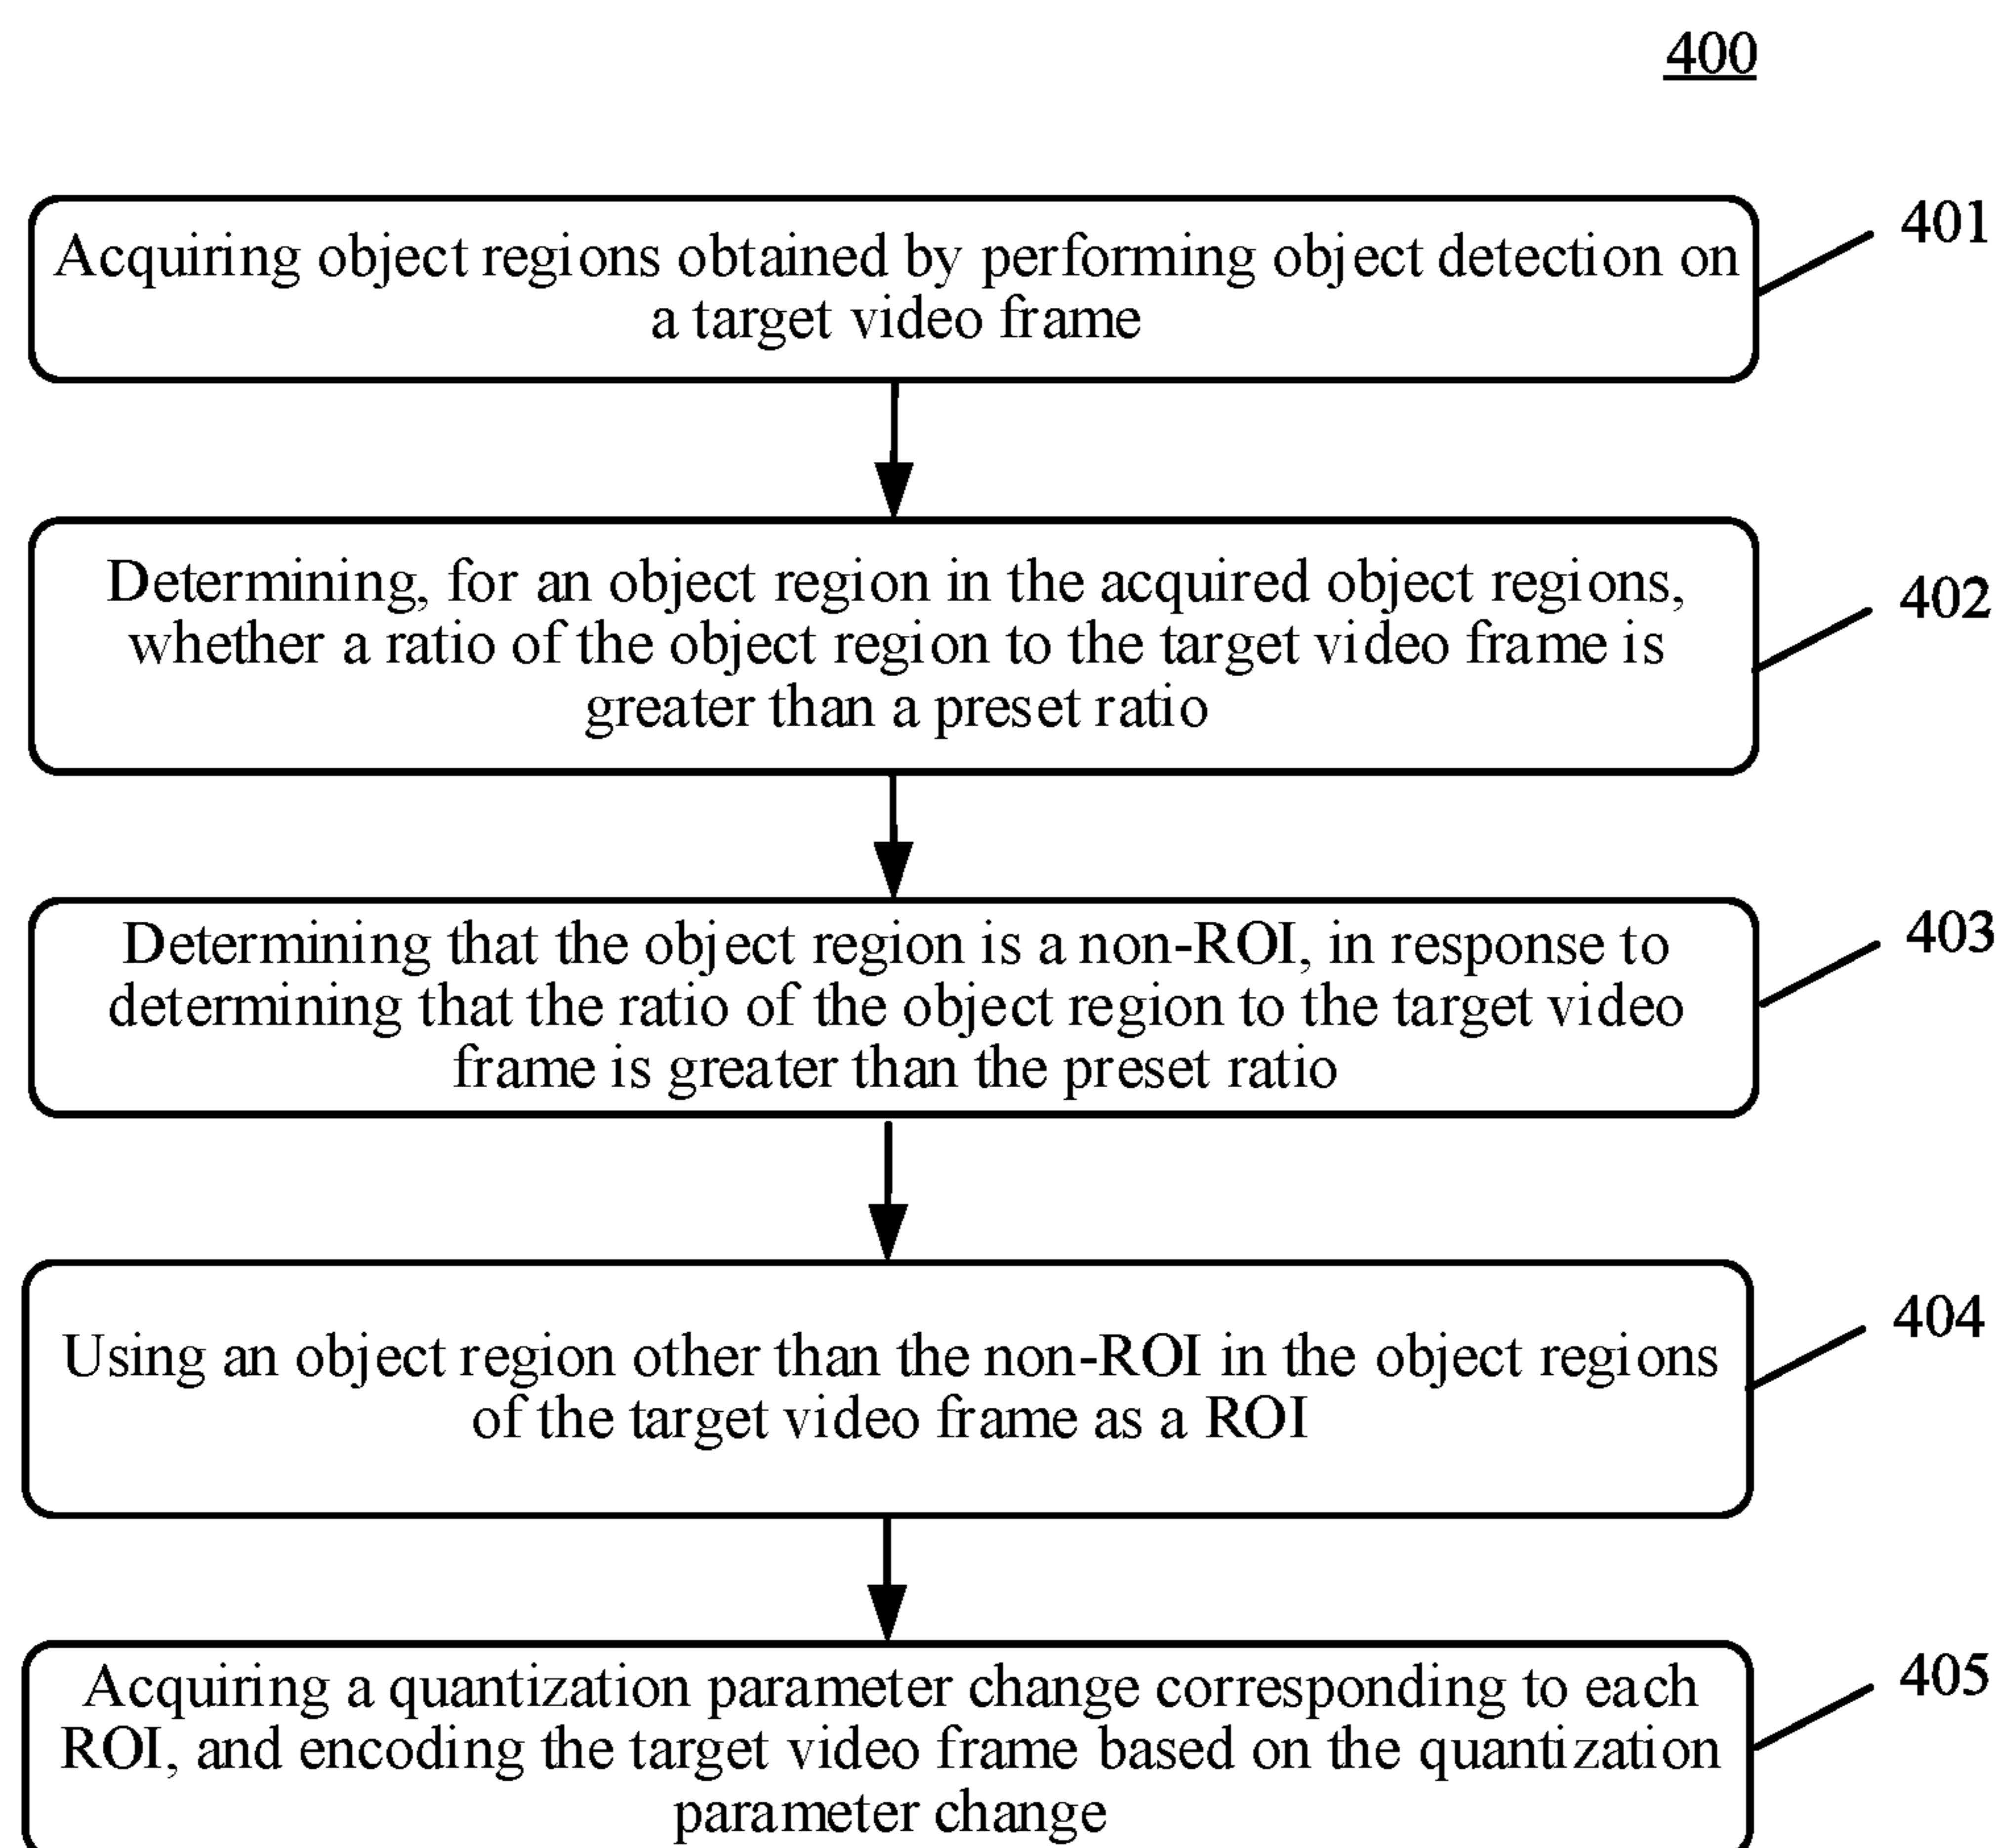 400
Acquiring object regions obtained by performing object detection on
a target video frame
401
Determining, for an object region in the acquired object regions,
whether a ratio of the object region to the target video frame is
greater than a preset ratio
402
Determining that the object region is a non-ROI, in response to
determining that the ratio of the object region to the target video
frame is greater than the preset ratio
403
Using an object region other than the non-ROI in the object regions
of the target video frame as a ROI
404
Acquiring a quantization parameter change corresponding to each
ROI, and encoding the target video frame based on the quantization
parameter change
405